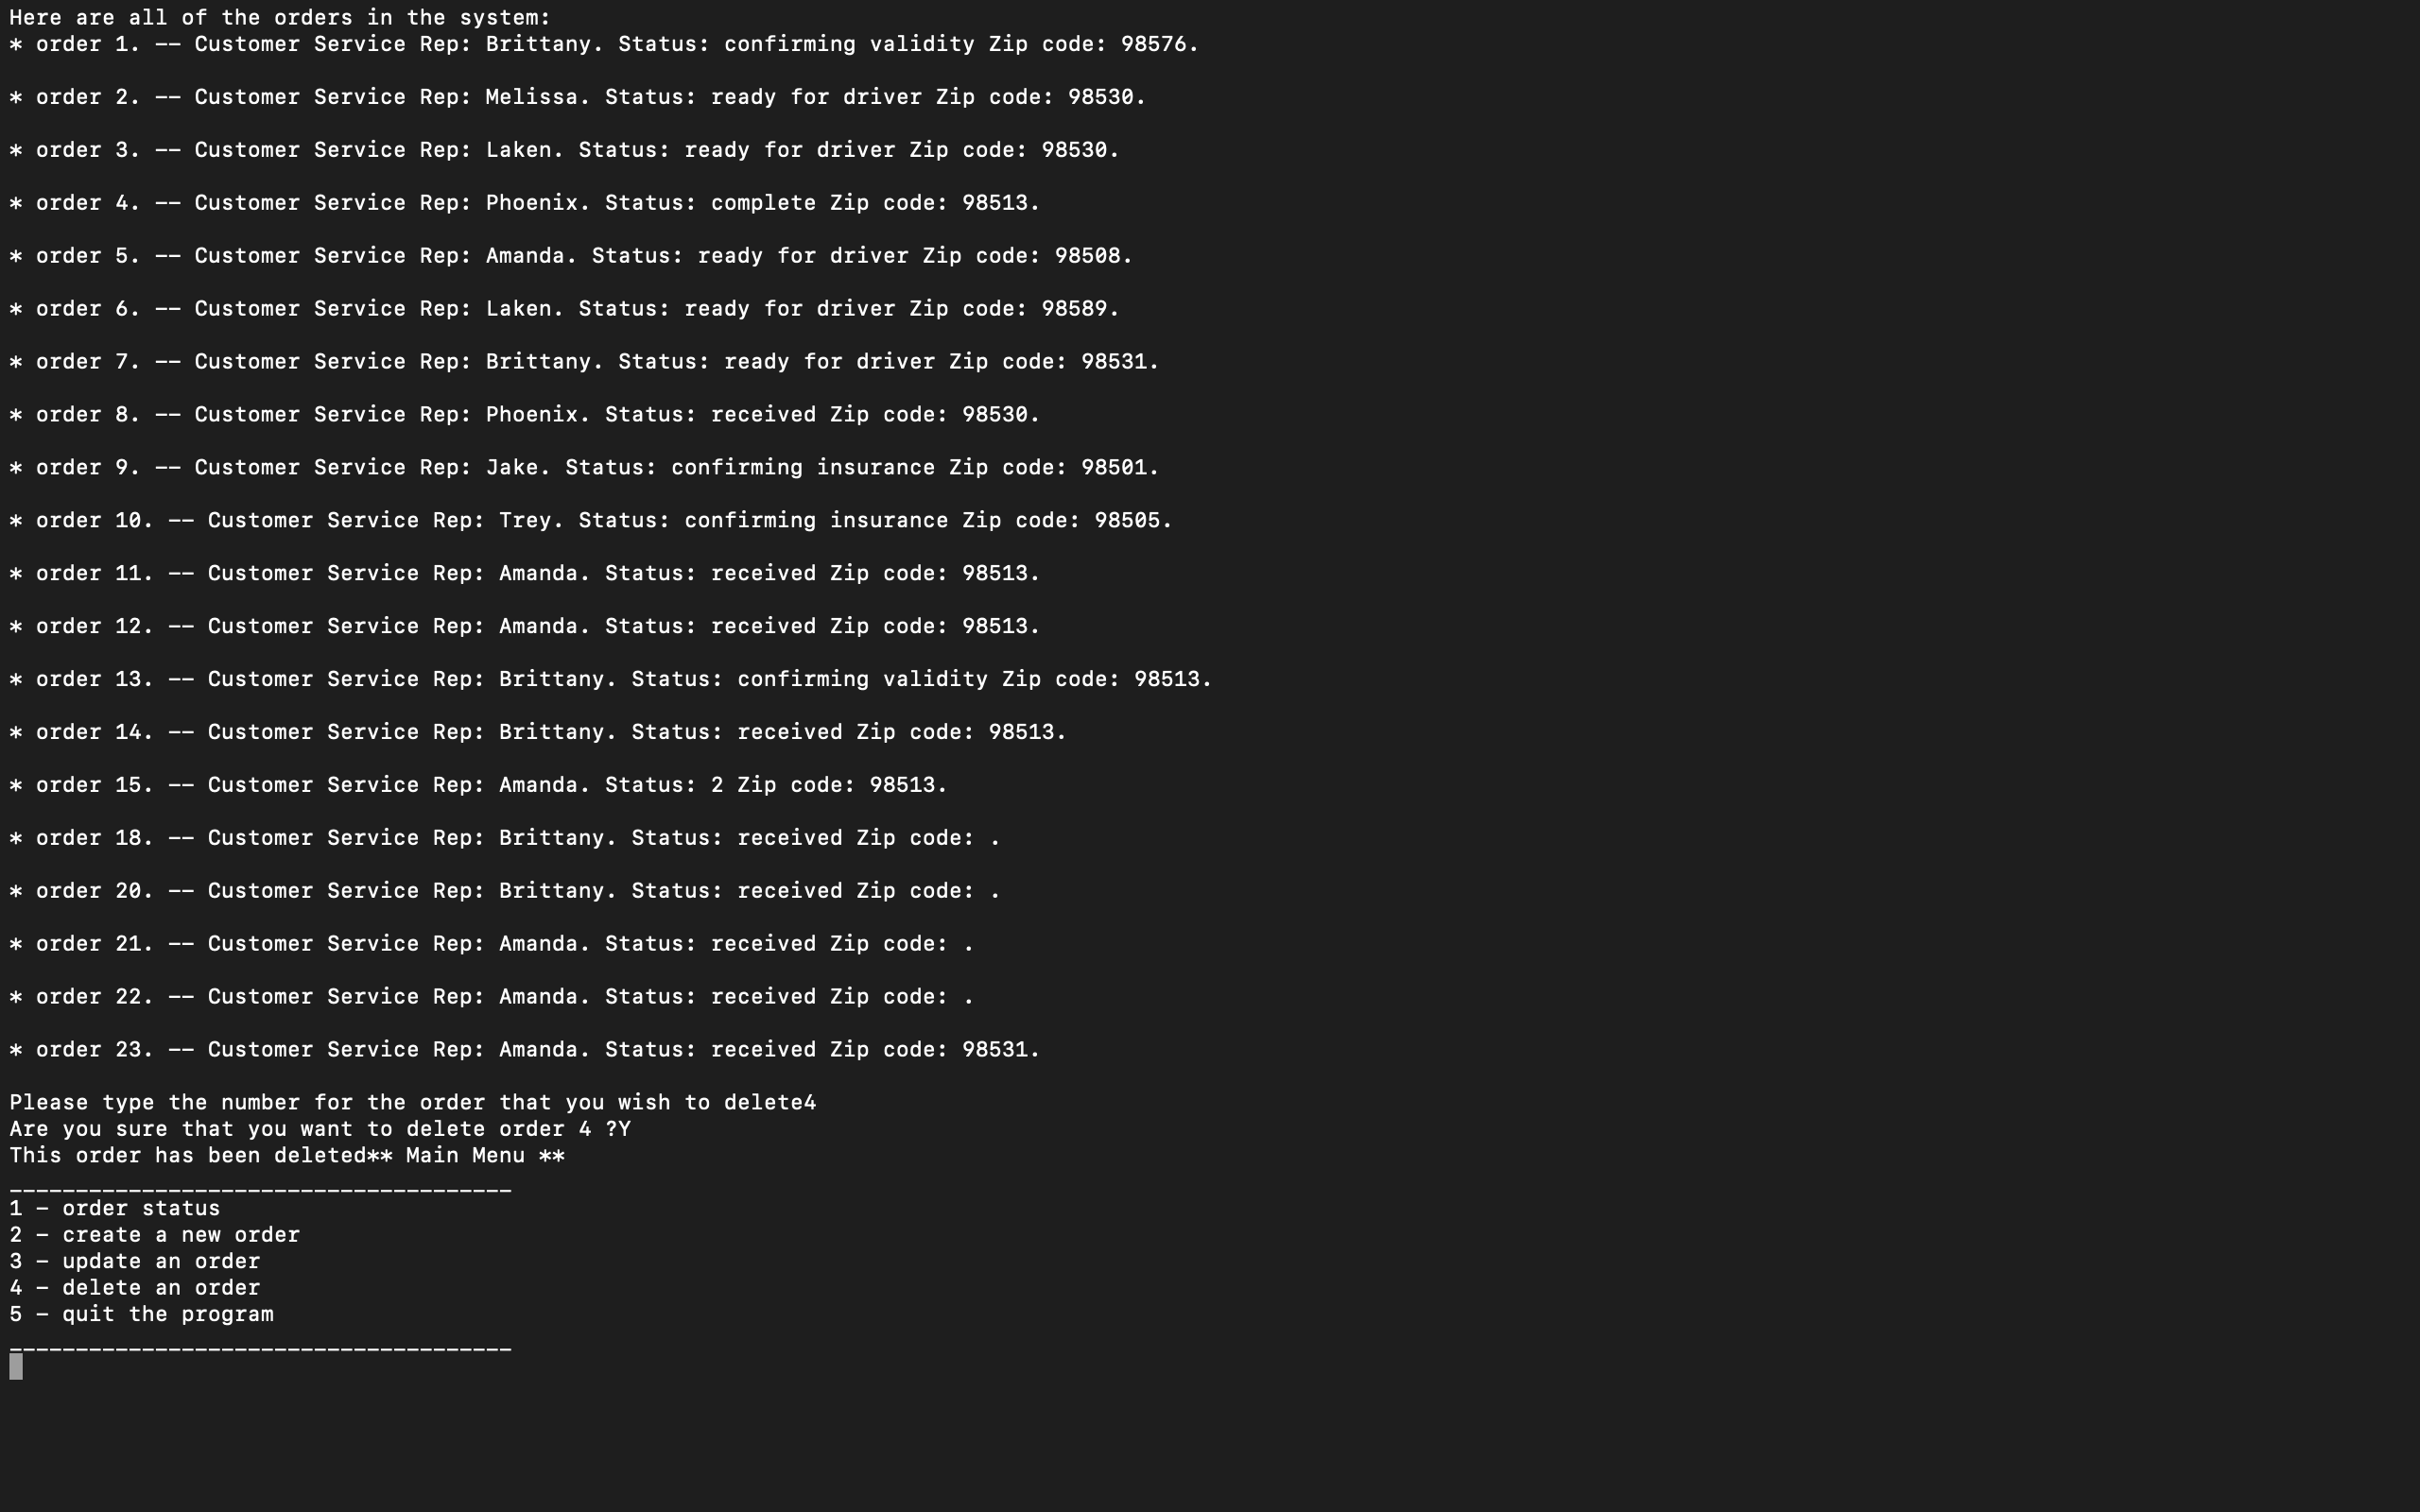 Here are all of the orders in the system:
* order 1. -- Customer Service Rep: Brittany. Status: confirming validity Zip code: 98576.
* order 2. -- Customer Service Rep: Melissa. Status: ready for driver Zip code: 98530.
* order 3. -- Customer Service Rep: Laken. Status: ready for driver Zip code: 98530.
* order 4. -- Customer Service Rep: Phoenix. Status: complete Zip code: 98513.
* order 5. -- Customer Service Rep: Amanda. Status: ready for driver Zip code: 98508.
* order 6. -- Customer Service Rep: Laken. Status: ready for driver Zip code: 98589.
* order 7. -- Customer Service Rep: Brittany. Status: ready for driver Zip code: 98531.
* order 8. -- Customer Service Rep: Phoenix. Status: received Zip code: 98530.
* order 9. -- Customer Service Rep: Jake. Status: confirming insurance Zip code: 98501.
* order 10. -- Customer Service Rep: Trey. Status: confirming insurance Zip code: 98505.
* order 11. -- Customer Service Rep: Amanda. Status: received Zip code: 98513.
* order 12. -- Customer Service Rep: Amanda. Status: received Zip code: 98513.
* order 13. -- Customer Service Rep: Brittany. Status: confirming validity Zip code: 98513.
* order 14. -- Customer Service Rep: Brittany. Status: received Zip code: 98513.
* order 15. -- Customer Service Rep: Amanda. Status: 2 Zip code: 98513.
* order 18. -- Customer Service Rep: Brittany. Status: received Zip code: .
* order 20. -- Customer Service Rep: Brittany. Status: received Zip code: .
* order 21. -- Customer Service Rep: Amanda. Status: received Zip code: .
* order 22. -- Customer Service Rep: Amanda. Status: received Zip code: .
* order 23. -- Customer Service Rep: Amanda. Status: received Zip code: 98531.
Please type the number for the order that you wish to delete4
Are you sure that you want to delete order 4 ?Y
This order has been deleted** Main Menu **
______________________________________
1 - order status
2 - create a new order
3 - update an order
4 - delete an order
5 - quit the program
______________________________________